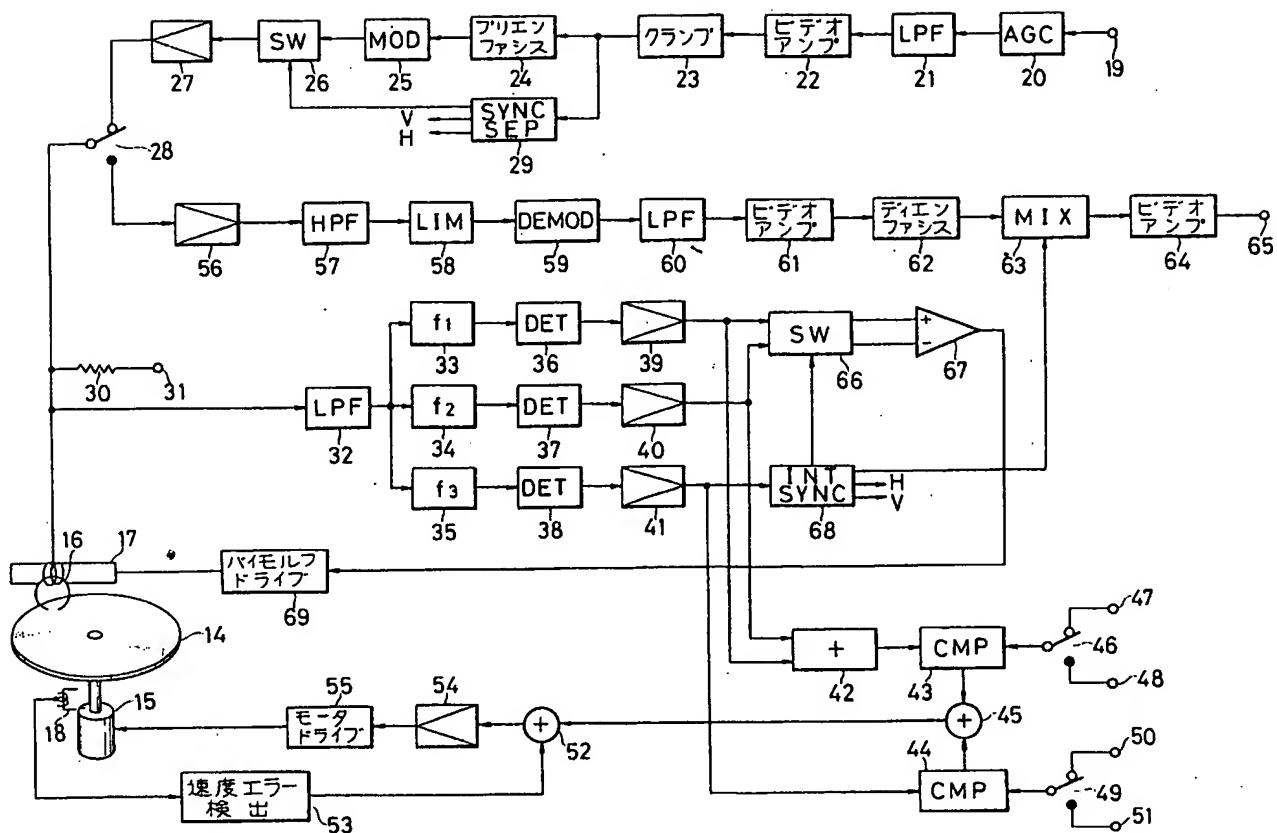 27
SW
26
MOD
25
プリエン
ファシス
24
クランプ
23
ビデオ
アンプ
22
LPF
21
AGC
20
19
V
H
SYNC
SEP
29
28
56
HPF
57
LIM
58
DEMOD
59
LPF
60
ビデオ
アンプ
61
ディエン
ファシス
62
MIX
63
ビデオ
アンプ
64
65
30
31
LPF
32
f1
33
DET
36
39
SW
66
+
-
67
f2
34
DET
37
40
f3
35
DET
38
41
INT
SYNC
68
H
V
16
17
バイモルフ
ドライブ
69
14
18
15
モータ
ドライブ
55
54
+
52
速度エラー
検出
53
+
42
CMP
43
46
47
48
+
45
44
CMP
49
50
51